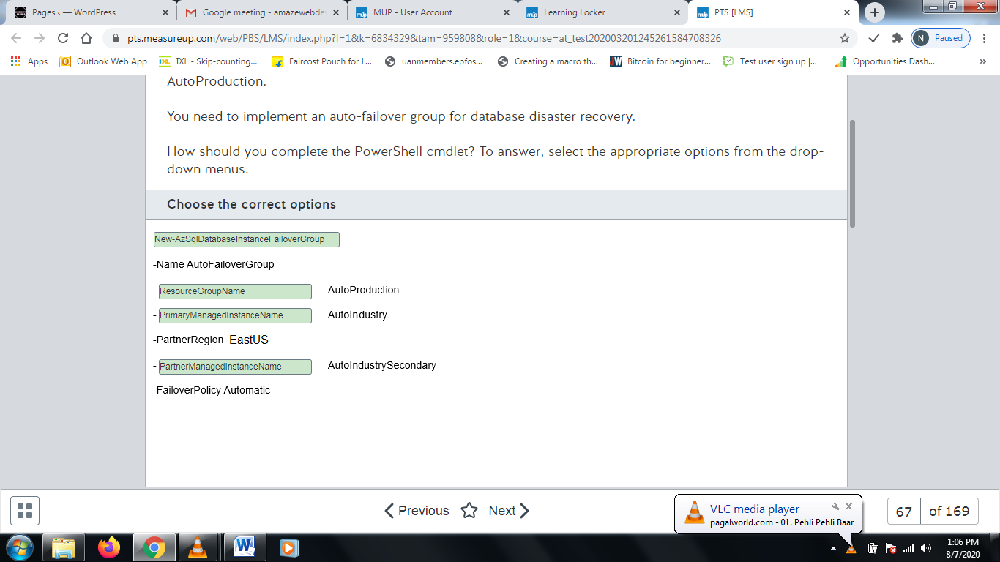 Pages ‹ — WordPress
Google meeting - amazewebde
MUP - User Account
Learning Locker
PTS [LMS]
pts.measureup.com/web/PBS/LMS/index.php?l=1&k=6834329&tam=959808&role=1&course=at_test202003201245261584708326
N Paused
Apps
Outlook Web App
IXL - Skip-counting...
Faircost Pouch for L...
uanmembers.epfos...
Creating a macro th...
Bitcoin for beginner...
Test user sign up |...
Opportunities Dash...
»
AutoProduction.
You need to implement an auto-failover group for database disaster recovery.
How should you complete the PowerShell cmdlet? To answer, select the appropriate options from the drop-
down menus.
Choose the correct options
New-AzSqlDatabaseInstanceFailoverGroup
-Name AutoFailoverGroup
- ResourceGroupName AutoProduction
- PrimaryManagedInstanceName AutoIndustry
-PartnerRegion EastUS
- PartnerManagedInstanceName AutoIndustrySecondary
-FailoverPolicy Automatic
Previous
Next
67 of 169
VLC media player
pagalworld.com - 01. Pehli Pehli Baar
1:06 PM
8/7/2020